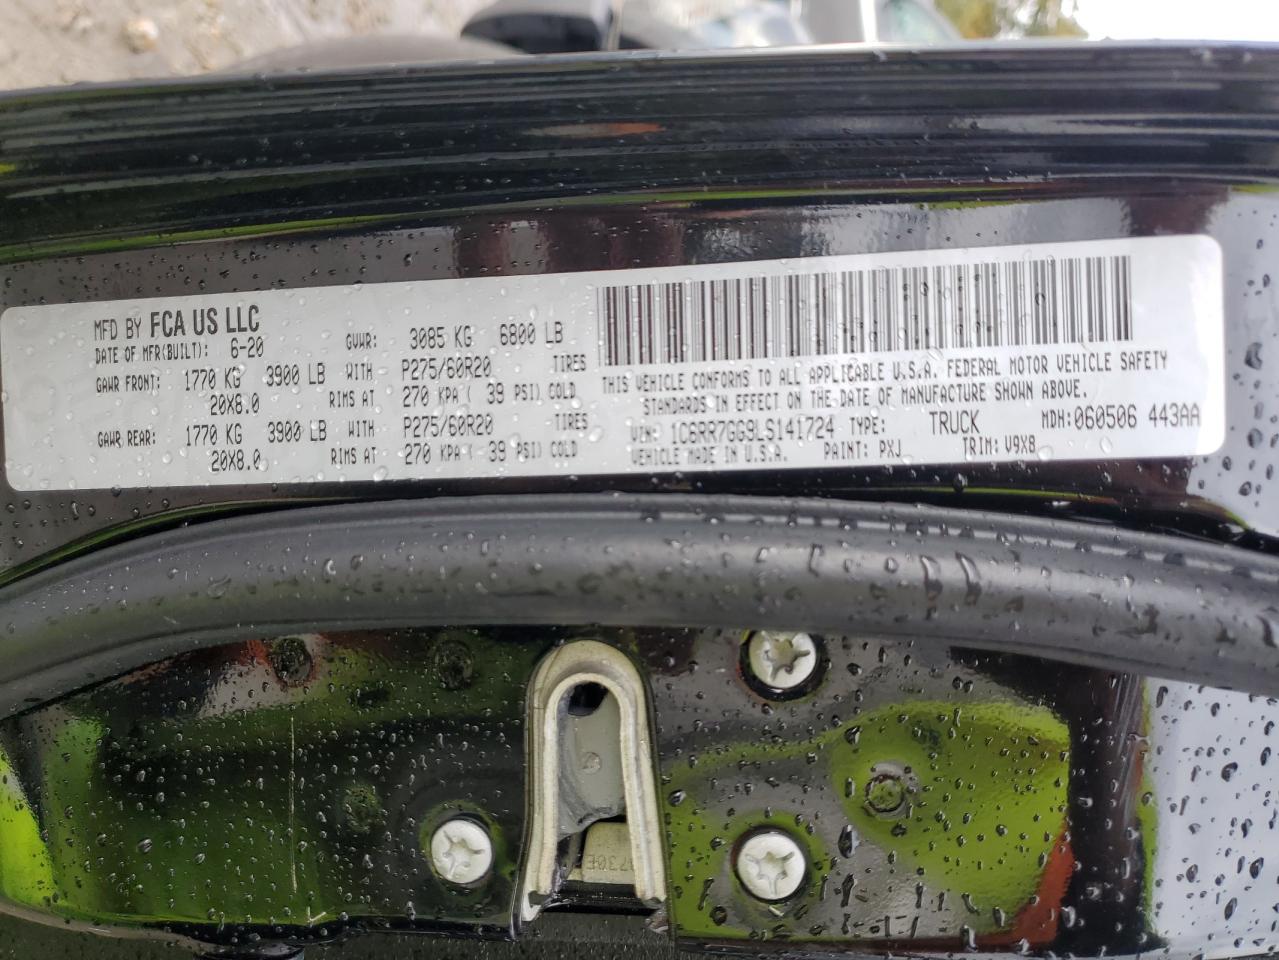 MFD BY FCA US LLC
DATE OF MFR(BUILT): 6-20 GVWR: 3085 KG 6800 LB
GAWR FRONT: 1770 KG 3900 LB WITH P275/60R20 TIRES
20X8.0 RIMS AT 270 KPA ( 39 PSI) COLD
GAWR REAR: 1770 KG 3900 LB WITH P275/60R20 TIRES
20X8.0 RIMS AT 270 KPA ( 39 PSI) COLD
THIS VEHICLE CONFORMS TO ALL APPLICABLE U.S.A. FEDERAL MOTOR VEHICLE SAFETY
STANDARDS IN EFFECT ON THE DATE OF MANUFACTURE SHOWN ABOVE.
VIN: 1C6RR7GG9LS141724 TYPE: TRUCK MDH:060506 443AA
VEHICLE MADE IN U.S.A. PAINT: PXJ TRIM: V9X8